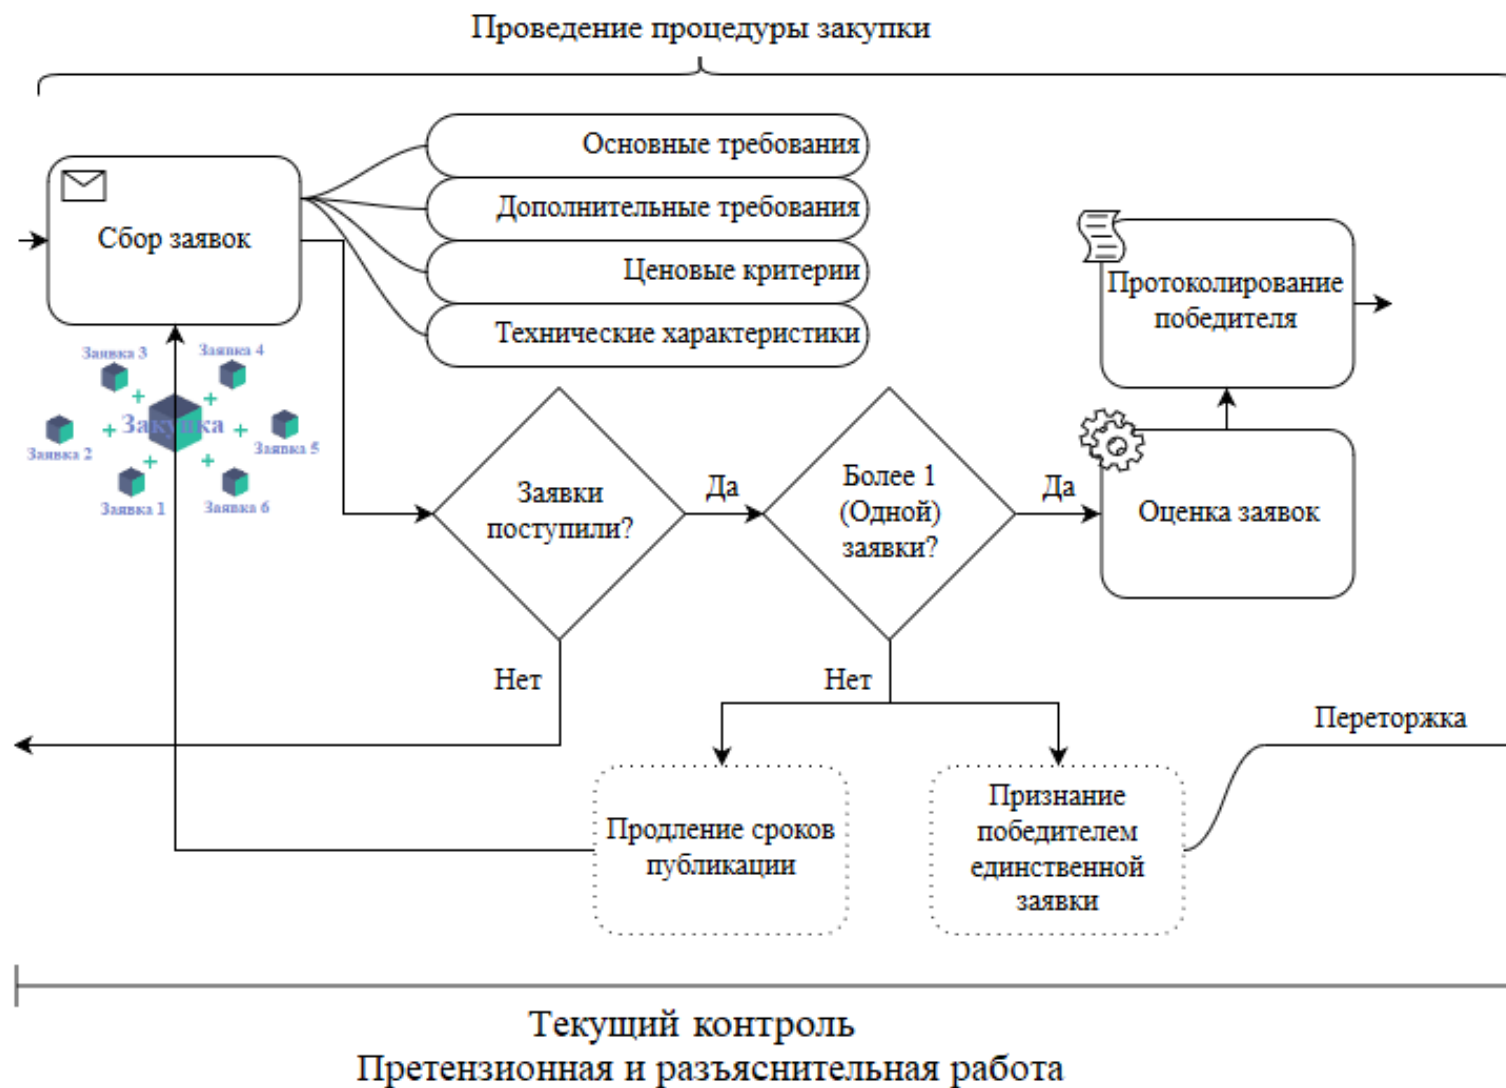 Проведение процедуры закупки
Основные требования
Дополнительные требования
Ценовые критерии
Технические характеристики
Сбор заявок
Протоколирование
победителя
Заявка 3
Заявка 4
Закупка
Заявка 2
Заявка 5
Заявка 1
Заявка 6
Заявки
поступили?
Да
Более 1
(Одной)
заявки?
Да
Оценка заявок
Нет
Нет
Переторжка
Продление сроков
публикации
Признание
победителем
единственной
заявки
Текущий контроль
Претензионная и разъяснительная работа